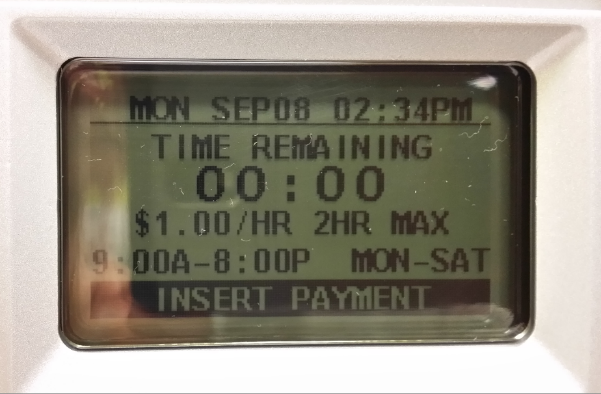 MON SEP08 02:34PM
TIME REMAINING
00:00
$1.00/HR 2HR MAX
9:00A-8:00P MON-SAT
INSERT PAYMENT